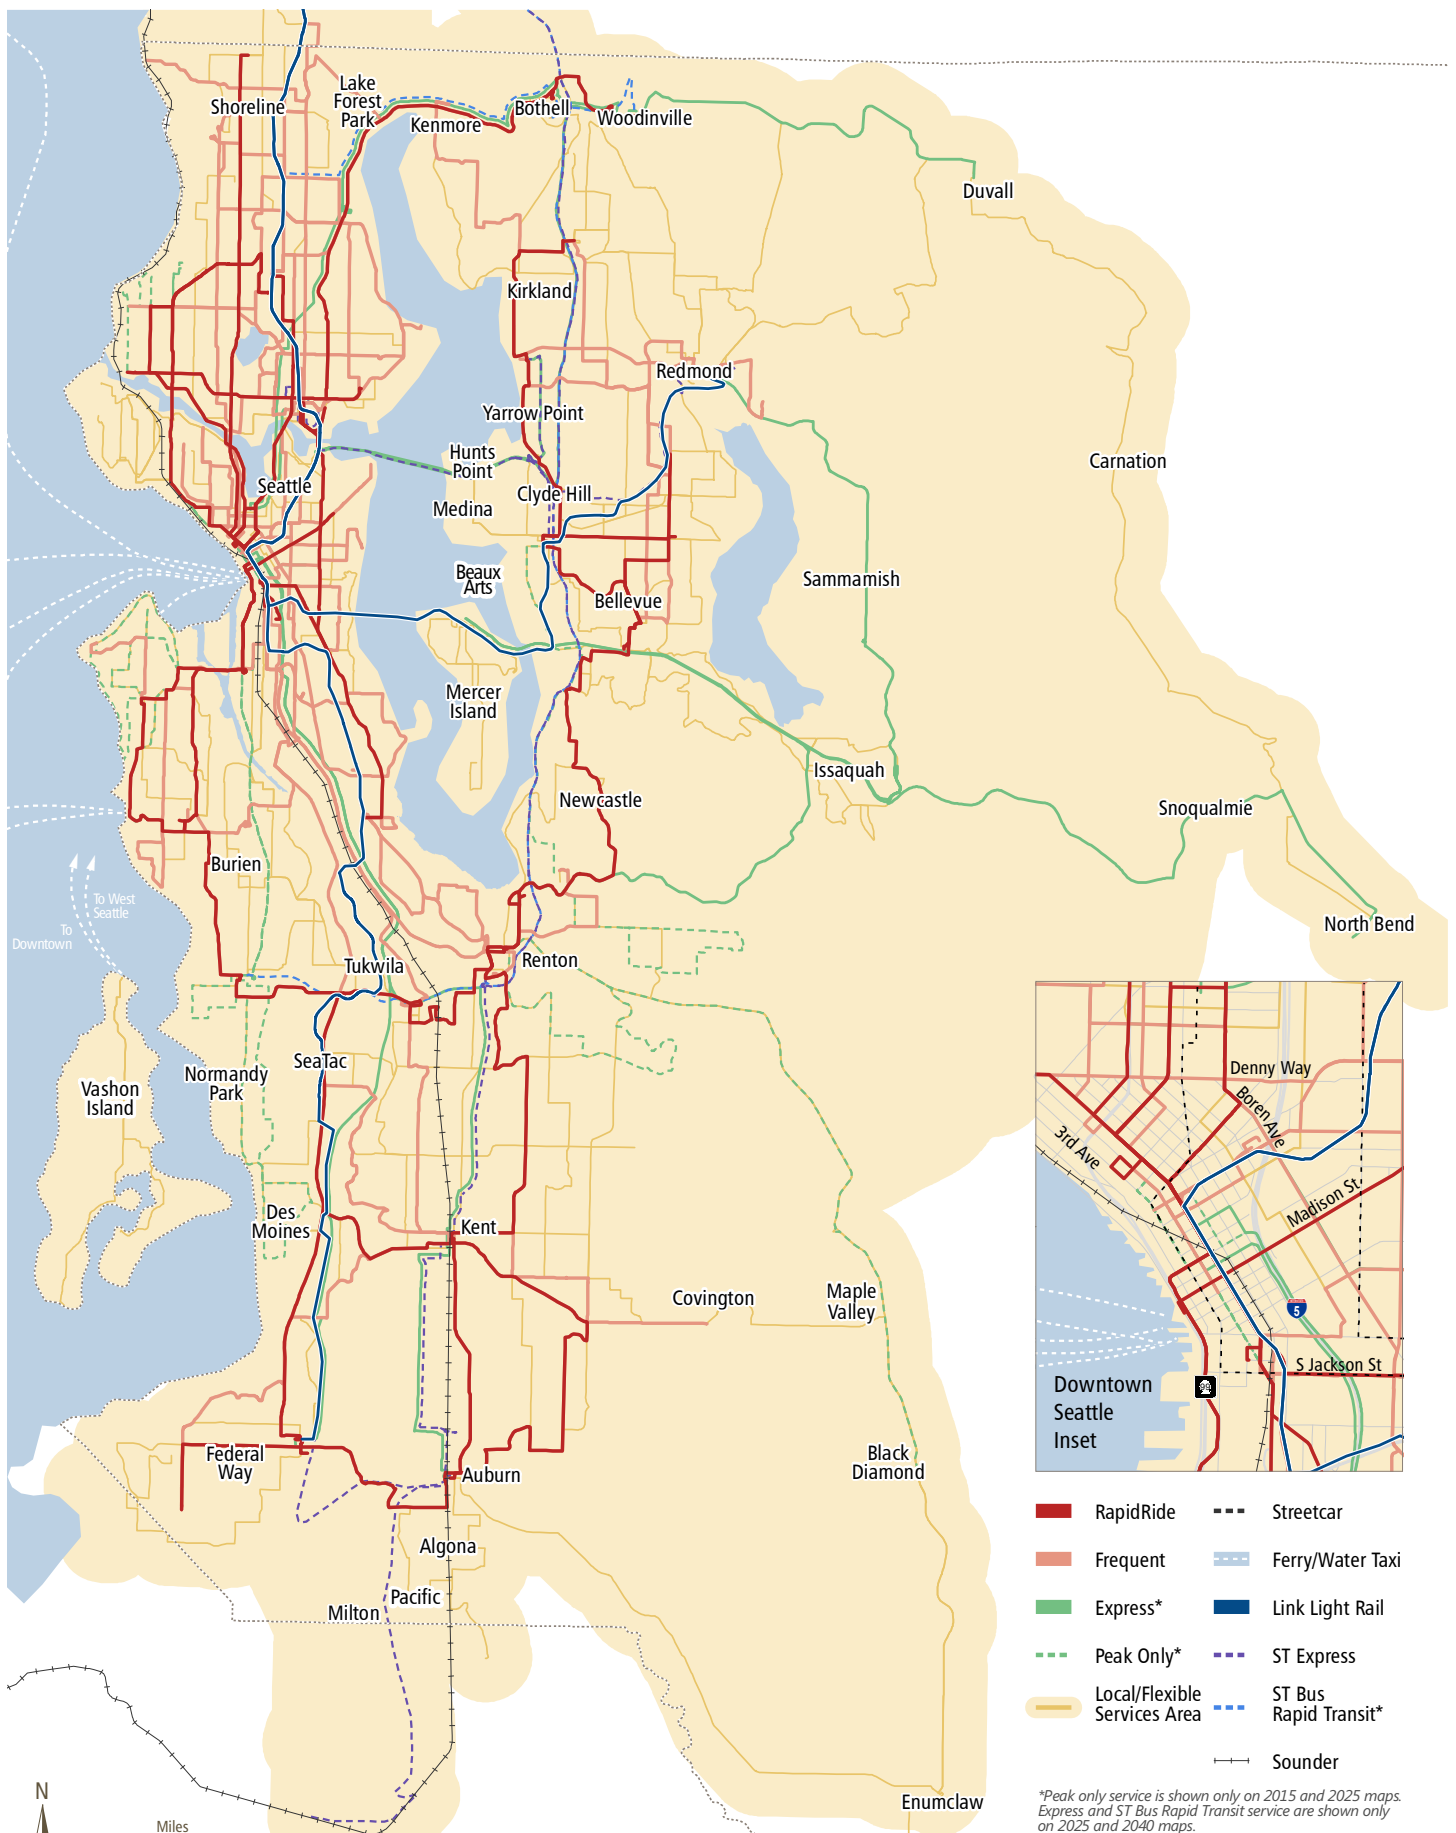 Shoreline
Lake
Forest
Park
Kenmore
Bothell
Woodinville
Duvall
Kirkland
Redmond
Yarrow Point
Hunts
Point
Carnation
Seattle
Clyde Hill
Medina
Beaux
Arts
Sammamish
Bellevue
Mercer
Island
Issaquah
Newcastle
Snoqualmie
Burien
To West
Seattle
To
Downtown
North Bend
Tukwila
Renton
SeaTac
Normandy
Park
Vashon
Island
Des
Moines
Kent
Covington
Maple
Valley
Federal
Way
Auburn
Black
Diamond
Algona
Pacific
Milton
Enumclaw
Denny Way
Boren Ave
3rd Ave
Madison St
5
S Jackson St
99
Downtown
Seattle
Inset
RapidRide
Frequent
Express*
Peak Only*
Local/Flexible
Services Area
Streetcar
Ferry/Water Taxi
Link Light Rail
ST Express
ST Bus
Rapid Transit*
Sounder
*Peak only service is shown only on 2015 and 2025 maps.
Express and ST Bus Rapid Transit service are shown only
on 2025 and 2040 maps.
N
Miles